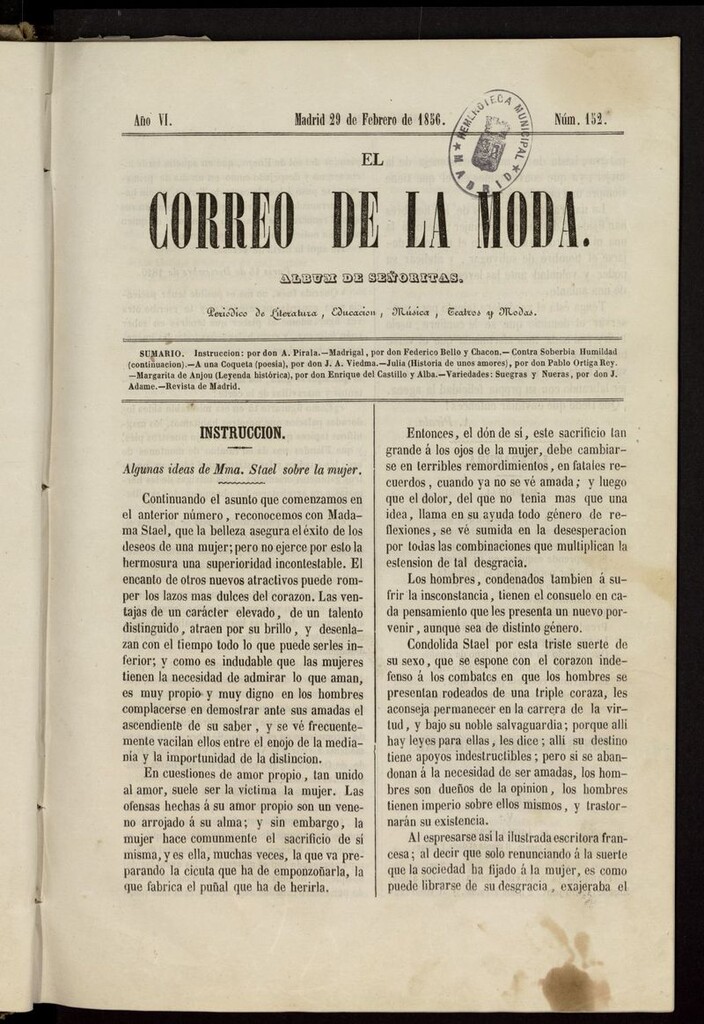 Año VI.
Madrid 29 de Febrero de 1856.
Núm. 152.
HEMEROTECA MUNICIPAL
MADRID
EL
CORREO DE LA MODA.
ALBUM DE SEÑORITAS.
Periodico de Literatura, Educacion, Música, Teatros y Modas.
SUMARIO. Instruccion: por don A. Pirala.—Madrigal, por don Federico Bello y Chacon.—Contra Soberbia Humildad
(continuacion).—A una Coqueta (poesia), por don J. A. Viedma.—Julia (Historia de unos amores), por don Pablo Ortiga Rey.
—Margarita de Anjou (Leyenda histórica), por don Enrique del Castillo y Alba.—Variedades: Suegras y Nueras, por don J.
Adame.—Revista de Madrid.
INSTRUCCION.
Algunas ideas de Mma. Stael sobre la mujer.
Continuando el asunto que comenzamos en
el anterior número, reconocemos con Mada-
ma Stael, que la belleza asegura el éxito de los
deseos de una mujer; pero no ejerce por esto la
hermosura una superioridad incontestable. El
encanto de otros nuevos atractivos puede rom-
per los lazos mas dulces del corazon. Las ven-
tajas de un carácter elevado, de un talento
distinguido, atraen por su brillo, y desenla-
zan con el tiempo todo lo que puede serles in-
ferior; y como es indudable que las mujeres
tienen la necesidad de admirar lo que aman,
es muy propio y muy digno en los hombres
complacerse en demostrar ante sus amadas el
ascendiente de su saber, y se vé frecuente-
mente vacilan ellos entre el enojo de la media-
nía y la importunidad de la distincion.
En cuestiones de amor propio, tan unido
al amor, suele ser la víctima la mujer. Las
ofensas hechas á su amor propio son un vene-
no arrojado á su alma; y sin embargo, la
mujer hace comunmente el sacrificio de sí
misma, y es ella, muchas veces, la que va pre-
parando la cicuta que ha de emponzoñarla, la
que fabrica el puñal que ha de herirla.
Entonces, el dón de sí, este sacrificio tan
grande á los ojos de la mujer, debe cambiar-
se en terribles remordimientos, en fatales re-
cuerdos, cuando ya no se vé amada; y luego
que el dolor, del que no tenia mas que una
idea, llama en su ayuda todo género de re-
flexiones, se vé sumida en la desesperacion
por todas las combinaciones que multiplican la
estension de tal desgracia.
Los hombres, condenados tambien á su-
frir la insconstancia, tienen el consuelo en ca-
da pensamiento que les presenta un nuevo por-
venir, aunque sea de distinto género.
Condolida Stael por esta triste suerte de
su sexo, que se espone con el corazon inde-
fenso á los combates en que los hombres se
presentan rodeados de una triple coraza, les
aconseja permanecer en la carrera de la vir-
tud, y bajo su noble salvaguardia; porque allí
hay leyes para ellas, les dice; allí su destino
tiene apoyos indestructibles; pero si se aban-
donan á la necesidad de ser amadas, los hom-
bres son dueños de la opinion, los hombres
tienen imperio sobre ellos mismos, y trastor-
narán su existencia.
Al espresarse así la ilustrada escritora fran-
cesa; al decir que solo renunciando á la suerte
que la sociedad ha fijado á la mujer, es como
puede librarse de su desgracia, exajeraba el